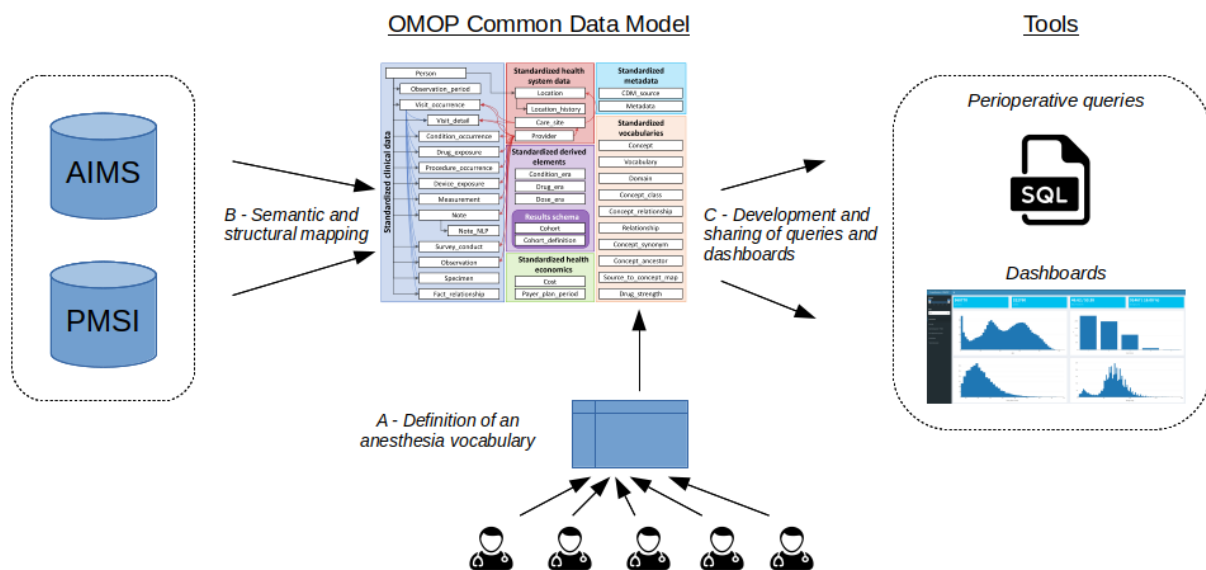 OMOP Common Data Model
Tools
AIMS
PMSI
B - Semantic and
structural mapping
Standardized clinical data
Person
Observation_period
Visit_occurrence
Visit_detail
Condition_occurrence
Drug_exposure
Procedure_occurrence
Device_exposure
Measurement
Note
Note_NLP
Survey_conduct
Observation
Specimen
Fact_relationship
Standardized health
system data
Location
Location_history
Care_site
Provider
Standardized derived
elements
Condition_era
Drug_era
Dose_era
Results schema
Cohort
Cohort_definition
Standardized health
economics
Cost
Payer_plan_period
Standardized
metadata
CDM_source
Metadata
Standardized
vocabularies
Concept
Vocabulary
Domain
Concept_class
Concept_relationship
Relationship
Concept_synonym
Concept_ancestor
Source_to_concept_map
Drug_strength
C - Development and
sharing of queries and
dashboards
Perioperative queries
SQL
Dashboards
A - Definition of an
anesthesia vocabulary